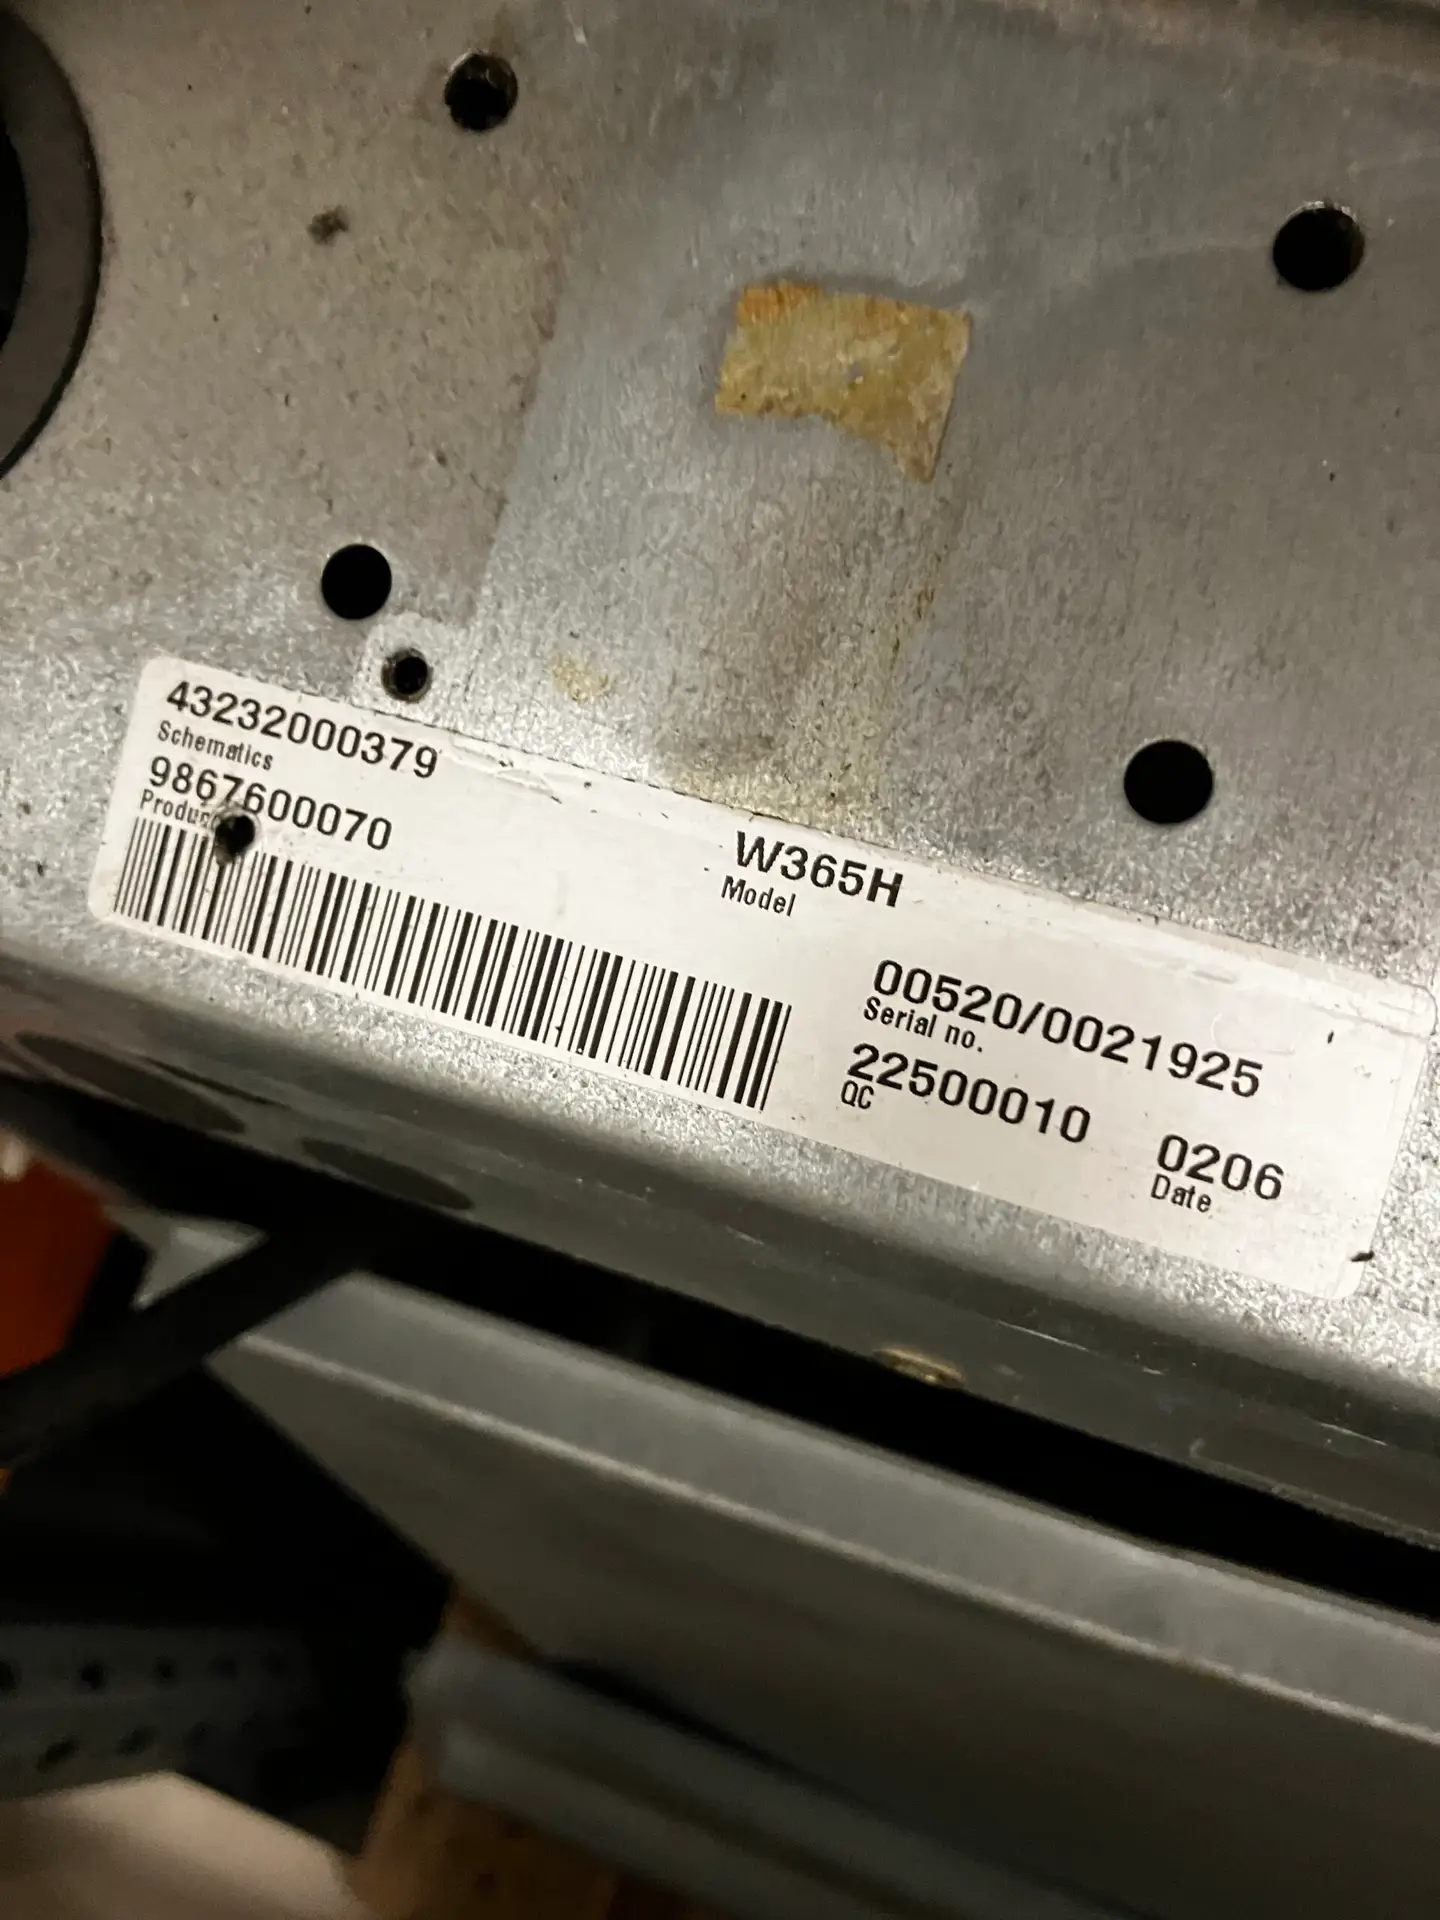 43232000379
Schematics
9867600070
W365H
Model
00520/0021925
Serial no.
22500010 0206
QC Date